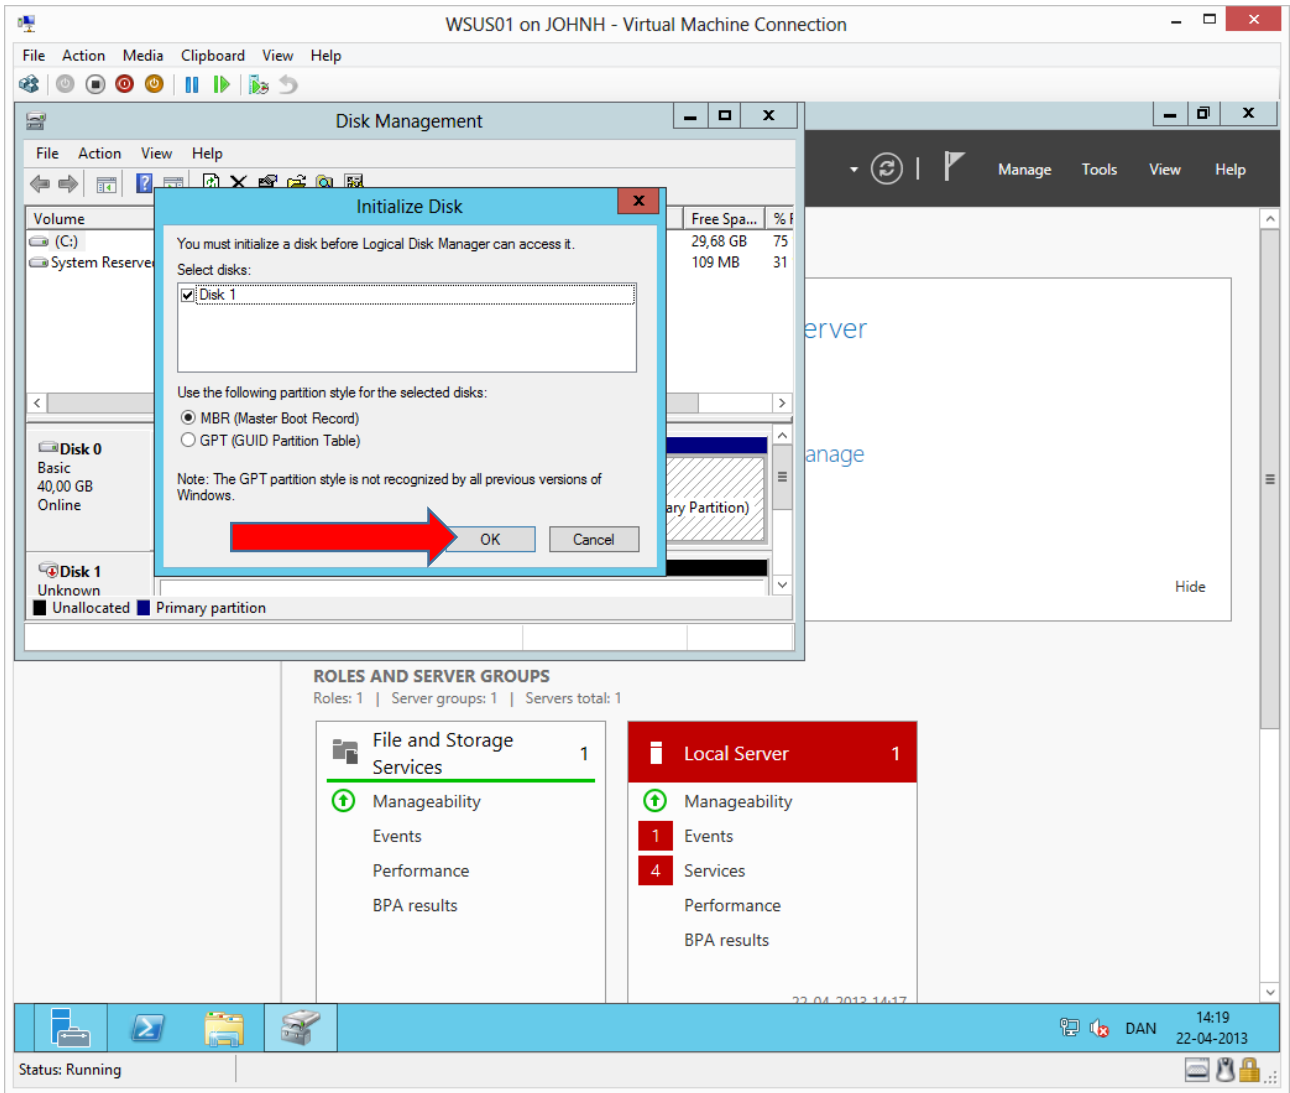 WSUS01 on JOHNH - Virtual Machine Connection
File Action Media Clipboard View Help
Disk Management
File Action View Help
Manage Tools View Help
Initialize Disk
Volume
Free Spa...
(C:)
29,68 GB 75
System Reserve
109 MB 31
You must initialize a disk before Logical Disk Manager can access it.
Select disks:
Disk 1
erver
Use the following partition style for the selected disks:
MBR (Master Boot Record)
GPT (GUID Partition Table)
Note: The GPT partition style is not recognized by all previous versions of
Windows.
OK Cancel
Disk 0
Basic
40,00 GB
Online
ary Partition)
anage
Disk 1
Unknown
Unallocated Primary partition
Hide
ROLES AND SERVER GROUPS
Roles: 1 | Server groups: 1 | Servers total: 1
File and Storage
Services
1
Manageability
Events
Performance
BPA results
Local Server 1
Manageability
1 Events
4 Services
Performance
BPA results
22-04-2013 14:17
DAN
14:19
22-04-2013
Status: Running